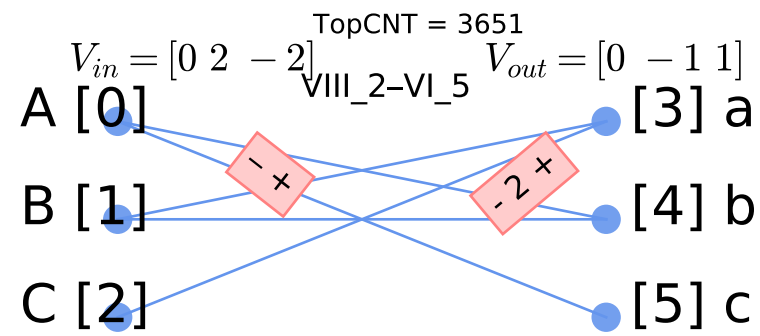 TopCNT = 3651
V_in = [0 2 −2]
V_out = [0 −1 1]
VIII_2–VI_5
A [0]
[3] a
− +
- 2 +
B [1]
[4] b
C [2]
[5] c